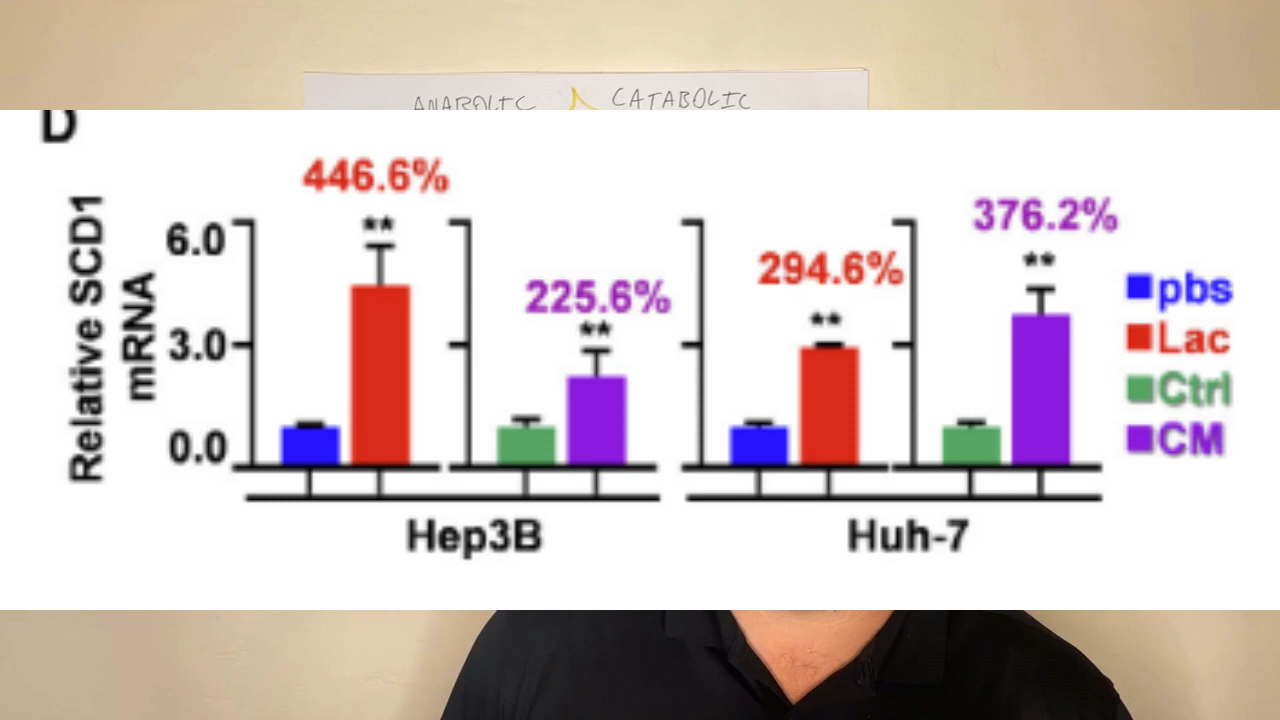 ANABOLIC CATABOLIC
D
446.6%
376.2%
294.6%
225.6%
** ** ** **
Relative SCD1
mRNA
6.0
3.0
0.0
pbs
Lac
Ctrl
CM
Hep3B Huh-7